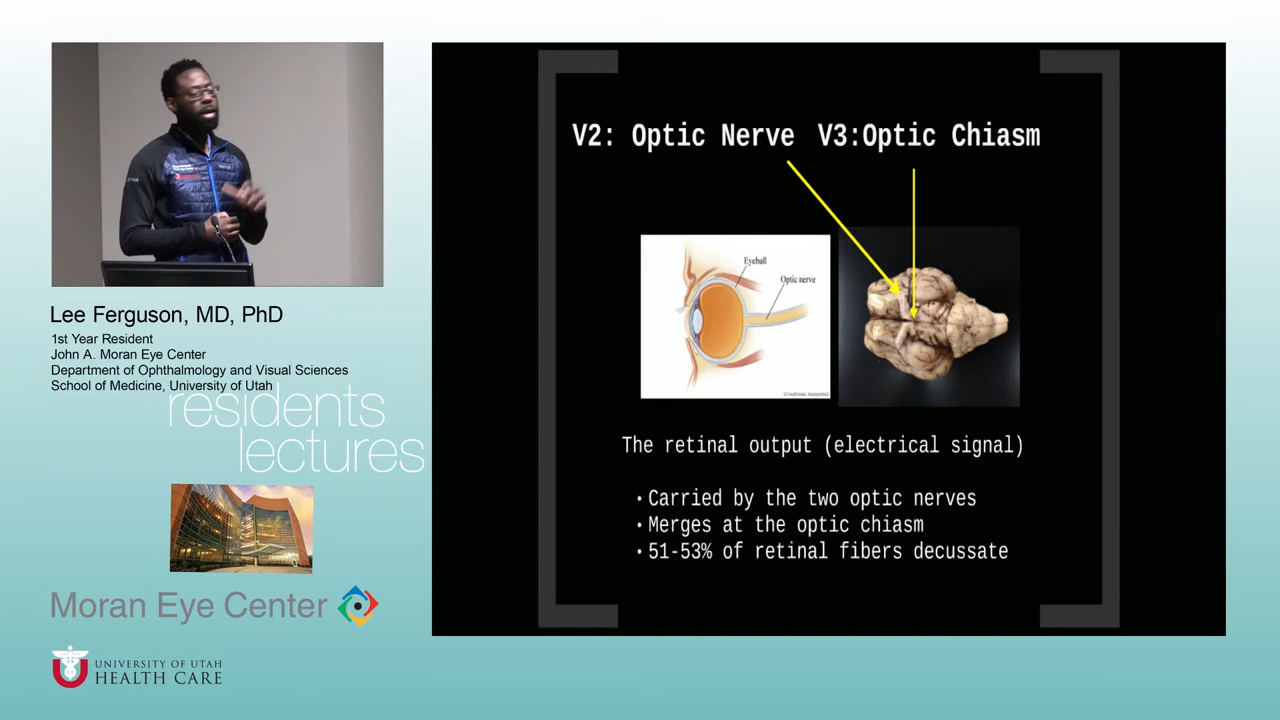 V2: Optic Nerve V3:Optic Chiasm
Eyeball
Optic nerve
The retinal output (electrical signal)
• Carried by the two optic nerves
• Merges at the optic chiasm
• 51-53% of retinal fibers decussate
Lee Ferguson, MD, PhD
1st Year Resident
John A. Moran Eye Center
Department of Ophthalmology and Visual Sciences
School of Medicine, University of Utah
residents
lectures
Moran Eye Center
UNIVERSITY OF UTAH
HEALTH CARE